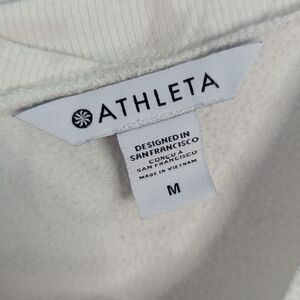 ATHLETA
DESIGNED IN
SAN FRANCISCO
CONÇU À
SAN FRANCISCO
MADE IN VIETNAM
M